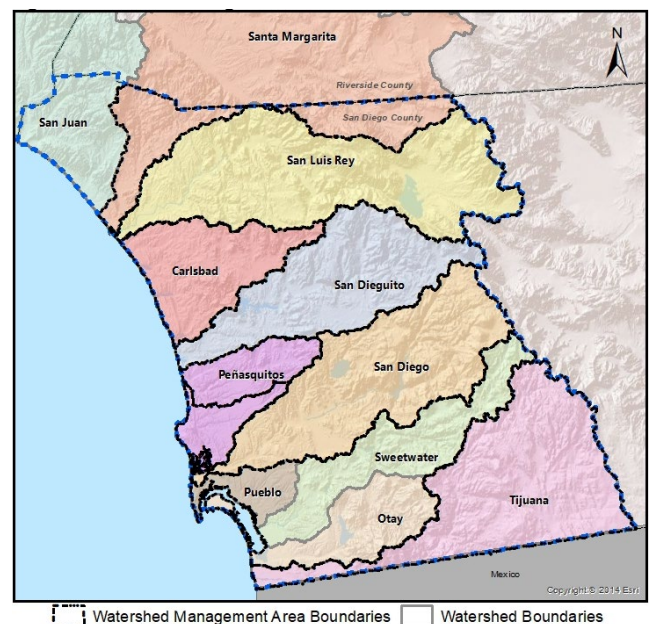 Santa Margarita
N
Riverside County
San Diego County
San Juan
San Luis Rey
Carlsbad
San Dieguito
Peñasquitos
San Diego
Sweetwater
Pueblo
Tijuana
Otay
Mexico
Copyright:© 2014 Esri
Watershed Management Area Boundaries
Watershed Boundaries